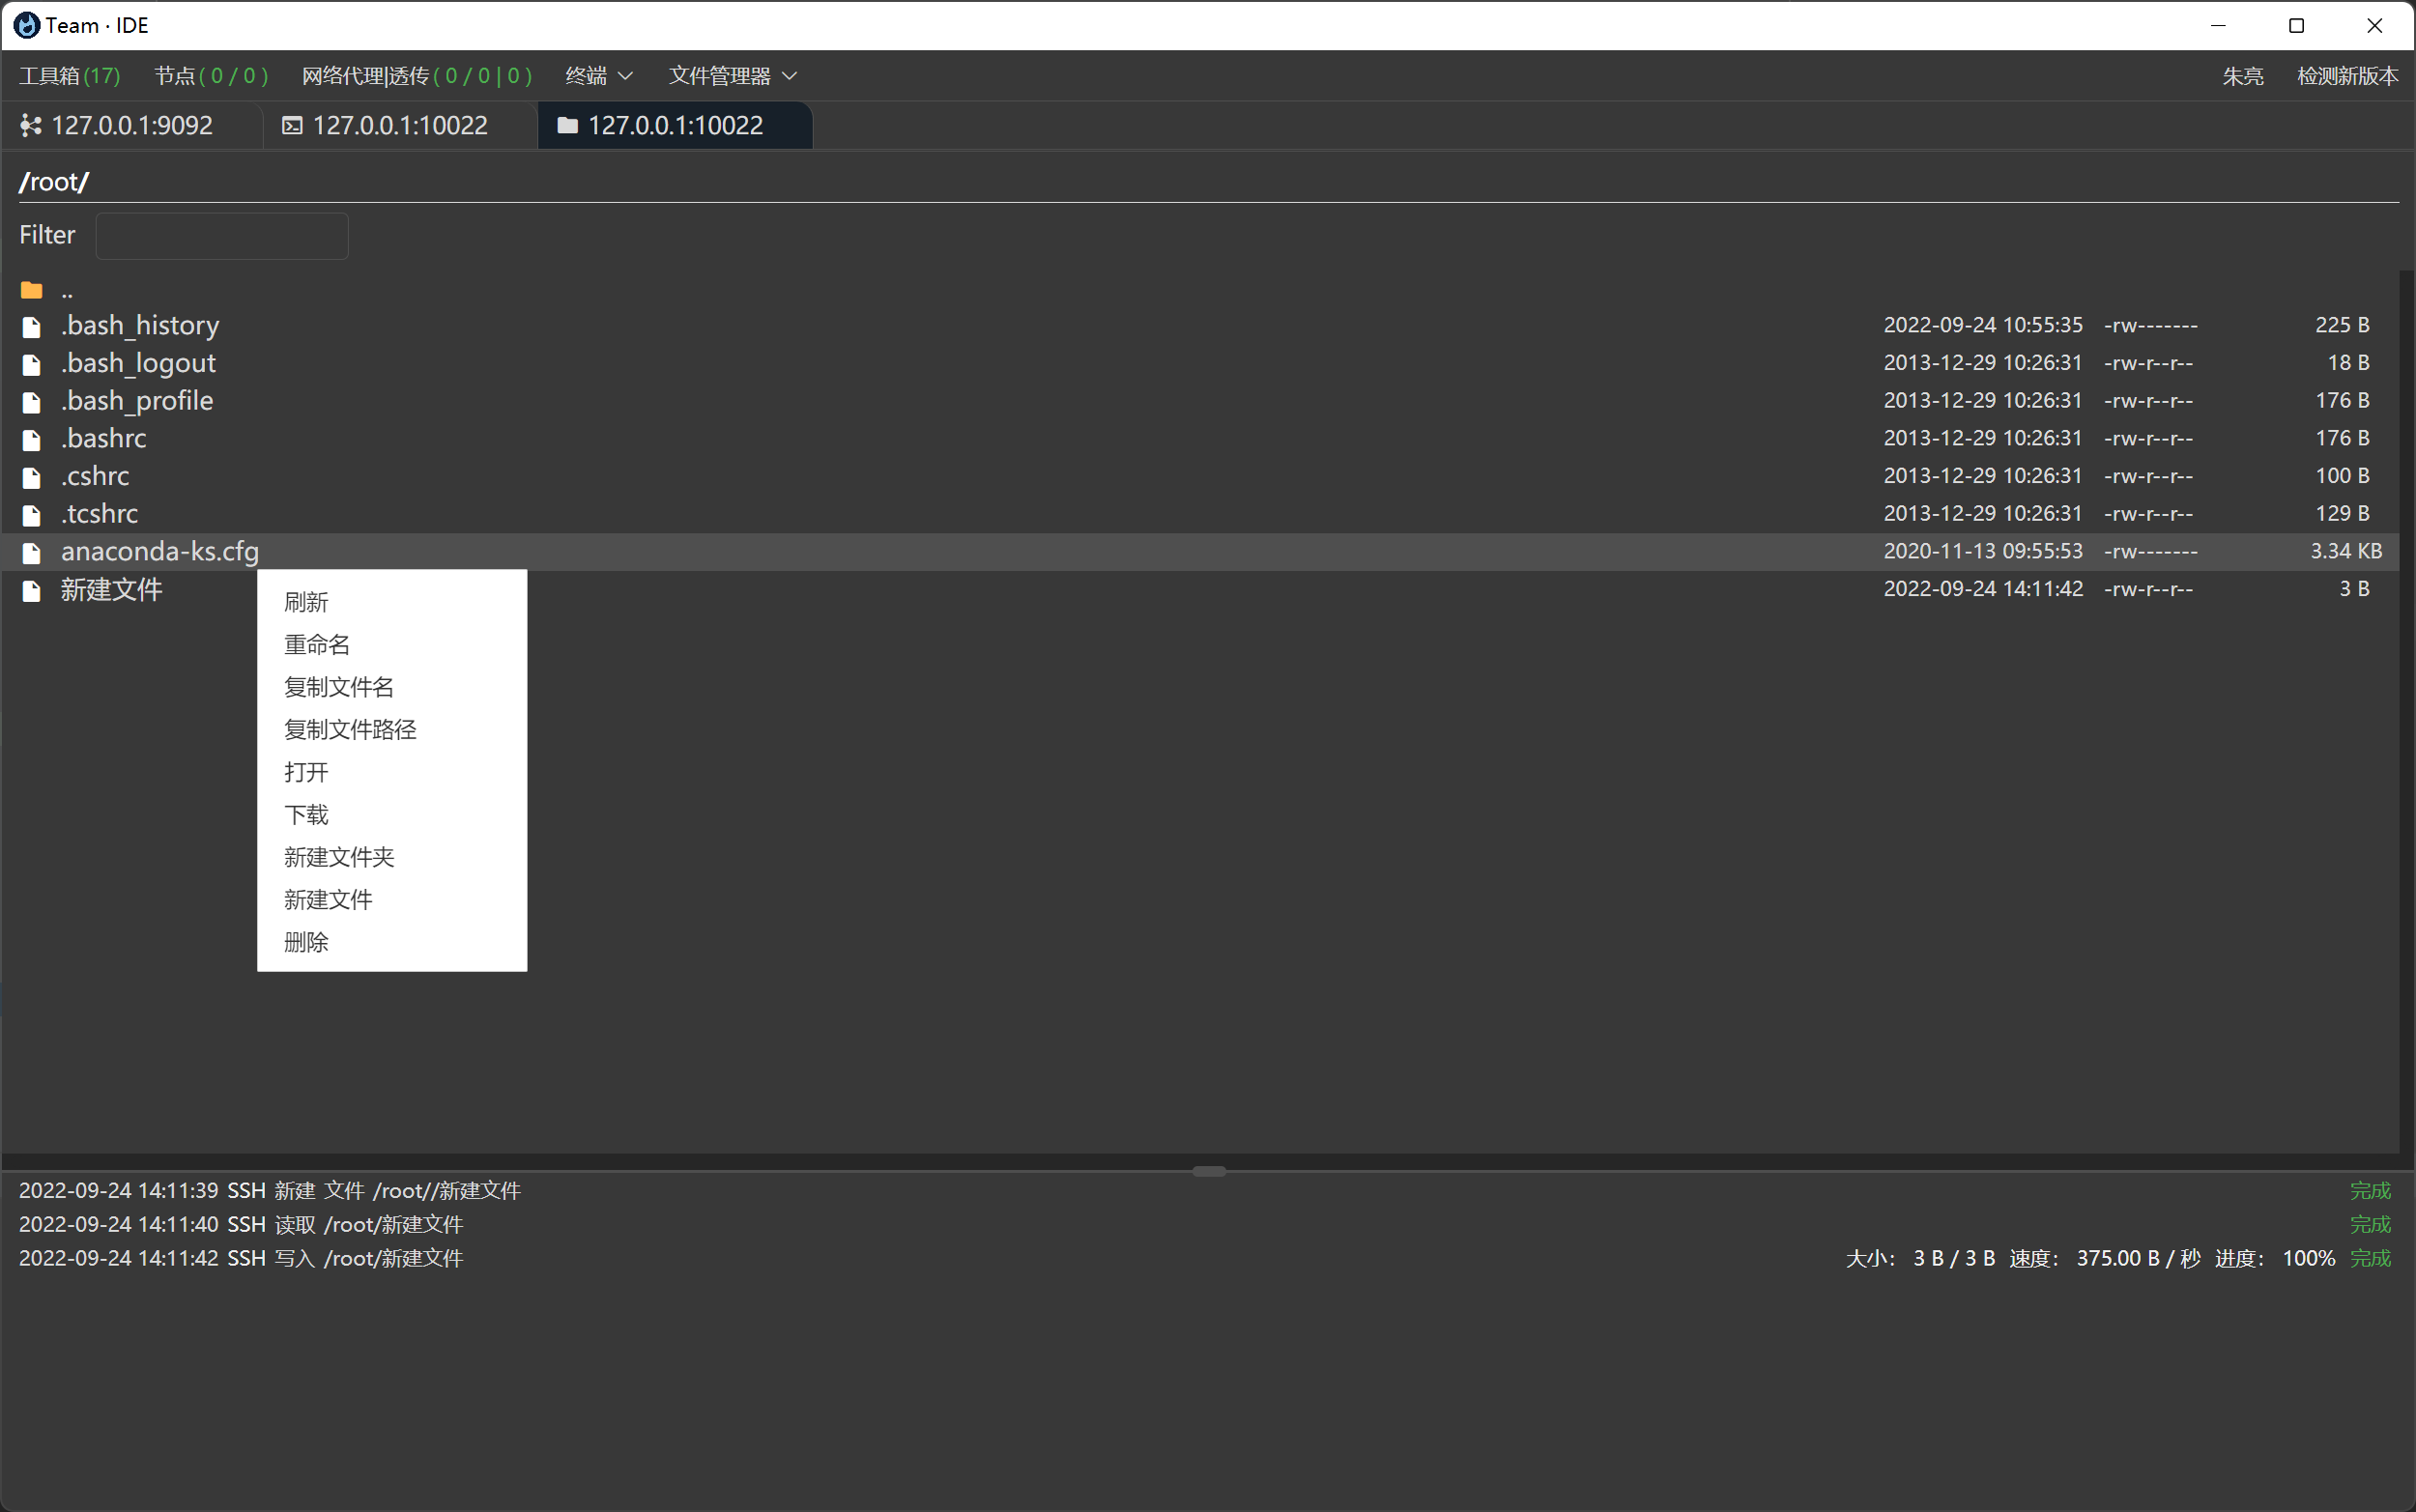 Team · IDE
工具箱(17) 节点( 0 / 0 ) 网络代理|透传( 0 / 0 | 0 ) 终端 文件管理器 朱亮 检测新版本
127.0.0.1:9092 127.0.0.1:10022 127.0.0.1:10022
/root/
Filter
..
.bash_history 2022-09-24 10:55:35 -rw------- 225 B
.bash_logout 2013-12-29 10:26:31 -rw-r--r-- 18 B
.bash_profile 2013-12-29 10:26:31 -rw-r--r-- 176 B
.bashrc 2013-12-29 10:26:31 -rw-r--r-- 176 B
.cshrc 2013-12-29 10:26:31 -rw-r--r-- 100 B
.tcshrc 2013-12-29 10:26:31 -rw-r--r-- 129 B
anaconda-ks.cfg 2020-11-13 09:55:53 -rw------- 3.34 KB
新建文件 2022-09-24 14:11:42 -rw-r--r-- 3 B
刷新
重命名
复制文件名
复制文件路径
打开
下载
新建文件夹
新建文件
删除
2022-09-24 14:11:39 SSH 新建 文件 /root//新建文件 完成
2022-09-24 14:11:40 SSH 读取 /root/新建文件 完成
2022-09-24 14:11:42 SSH 写入 /root/新建文件 大小: 3 B / 3 B 速度: 375.00 B / 秒 进度: 100% 完成